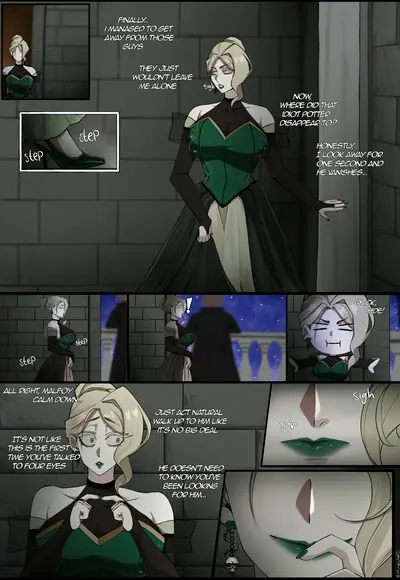 FINALLY...
I MANAGED TO GET
AWAY FROM THOSE
GUYS
THEY JUST
WOULDN'T LEAVE
ME ALONE
Sigh
NOW,
WHERE DID THAT
IDIOT POTTER
DISAPPEAR TO?
HONESTLY.
I LOOK AWAY FOR
ONE SECOND AND
HE VANISHES...
step
step
step
step
!
HIDE!
ALL RIGHT, MALFOY
CALM DOWN
IT'S NOT LIKE
THIS IS THE FIRST
TIME YOU'VE TALKED
TO FOUR EYES
JUST ACT NATURAL
WALK UP TO HIM LIKE
IT'S NO BIG DEAL
HE DOESN'T NEED
TO KNOW YOU'VE
BEEN LOOKING
FOR HIM...
sigh
sigh